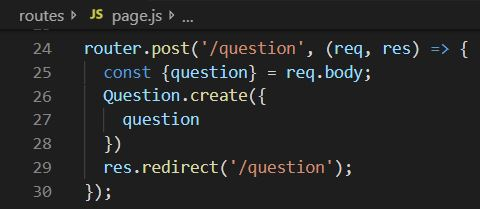 routes > JS page.js > ...
24 router.post('/question', (req, res) => {
25 const {question} = req.body;
26 Question.create({
27 question
28 })
29 res.redirect('/question');
30 });